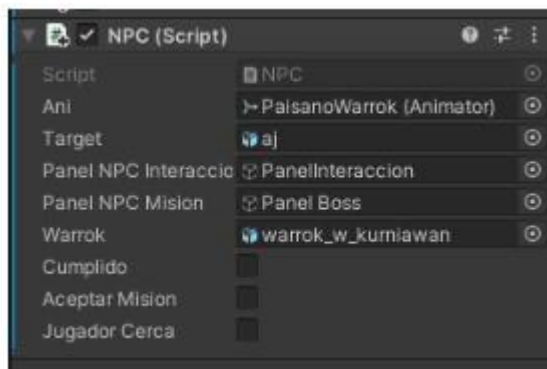 NPC (Script)
Script NPC
Ani PaisanoWarrok (Animator)
Target aj
Panel NPC Interaccio PanelInteraccion
Panel NPC Mision Panel Boss
Warrok warrok_w_kurniawan
Cumplido
Aceptar Mision
Jugador Cerca